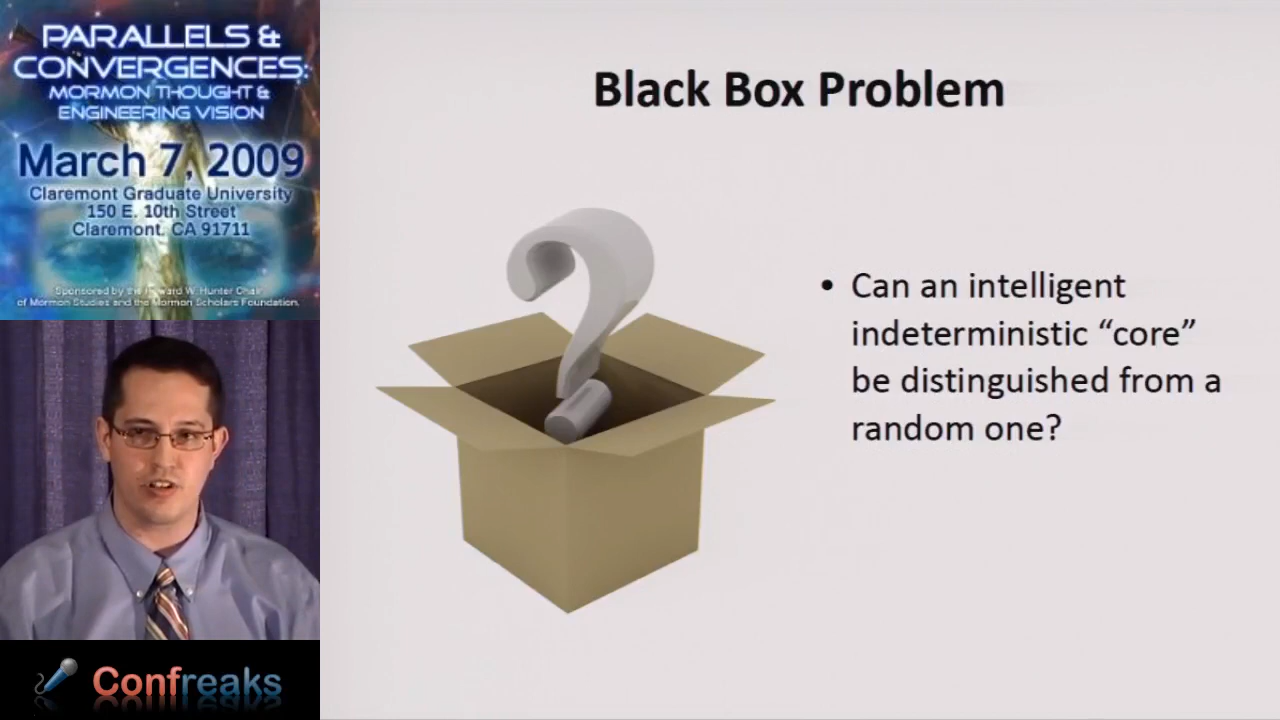 PARALLELS &
CONVERGENCES:
MORMON THOUGHT &
ENGINEERING VISION
March 7, 2009
Claremont Graduate University
150 E. 10th Street
Claremont, CA 91711
Sponsored by the Howard W. Hunter Chair
of Mormon Studies and the Mormon Scholars Foundation.
Confreaks
Black Box Problem
?
• Can an intelligent
indeterministic “core”
be distinguished from a
random one?